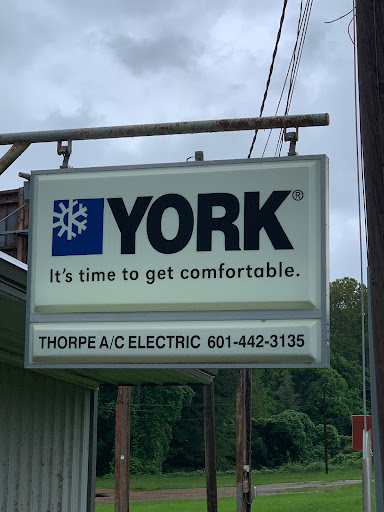 YORK®
It's time to get comfortable.
THORPE A/C ELECTRIC 601-442-3135